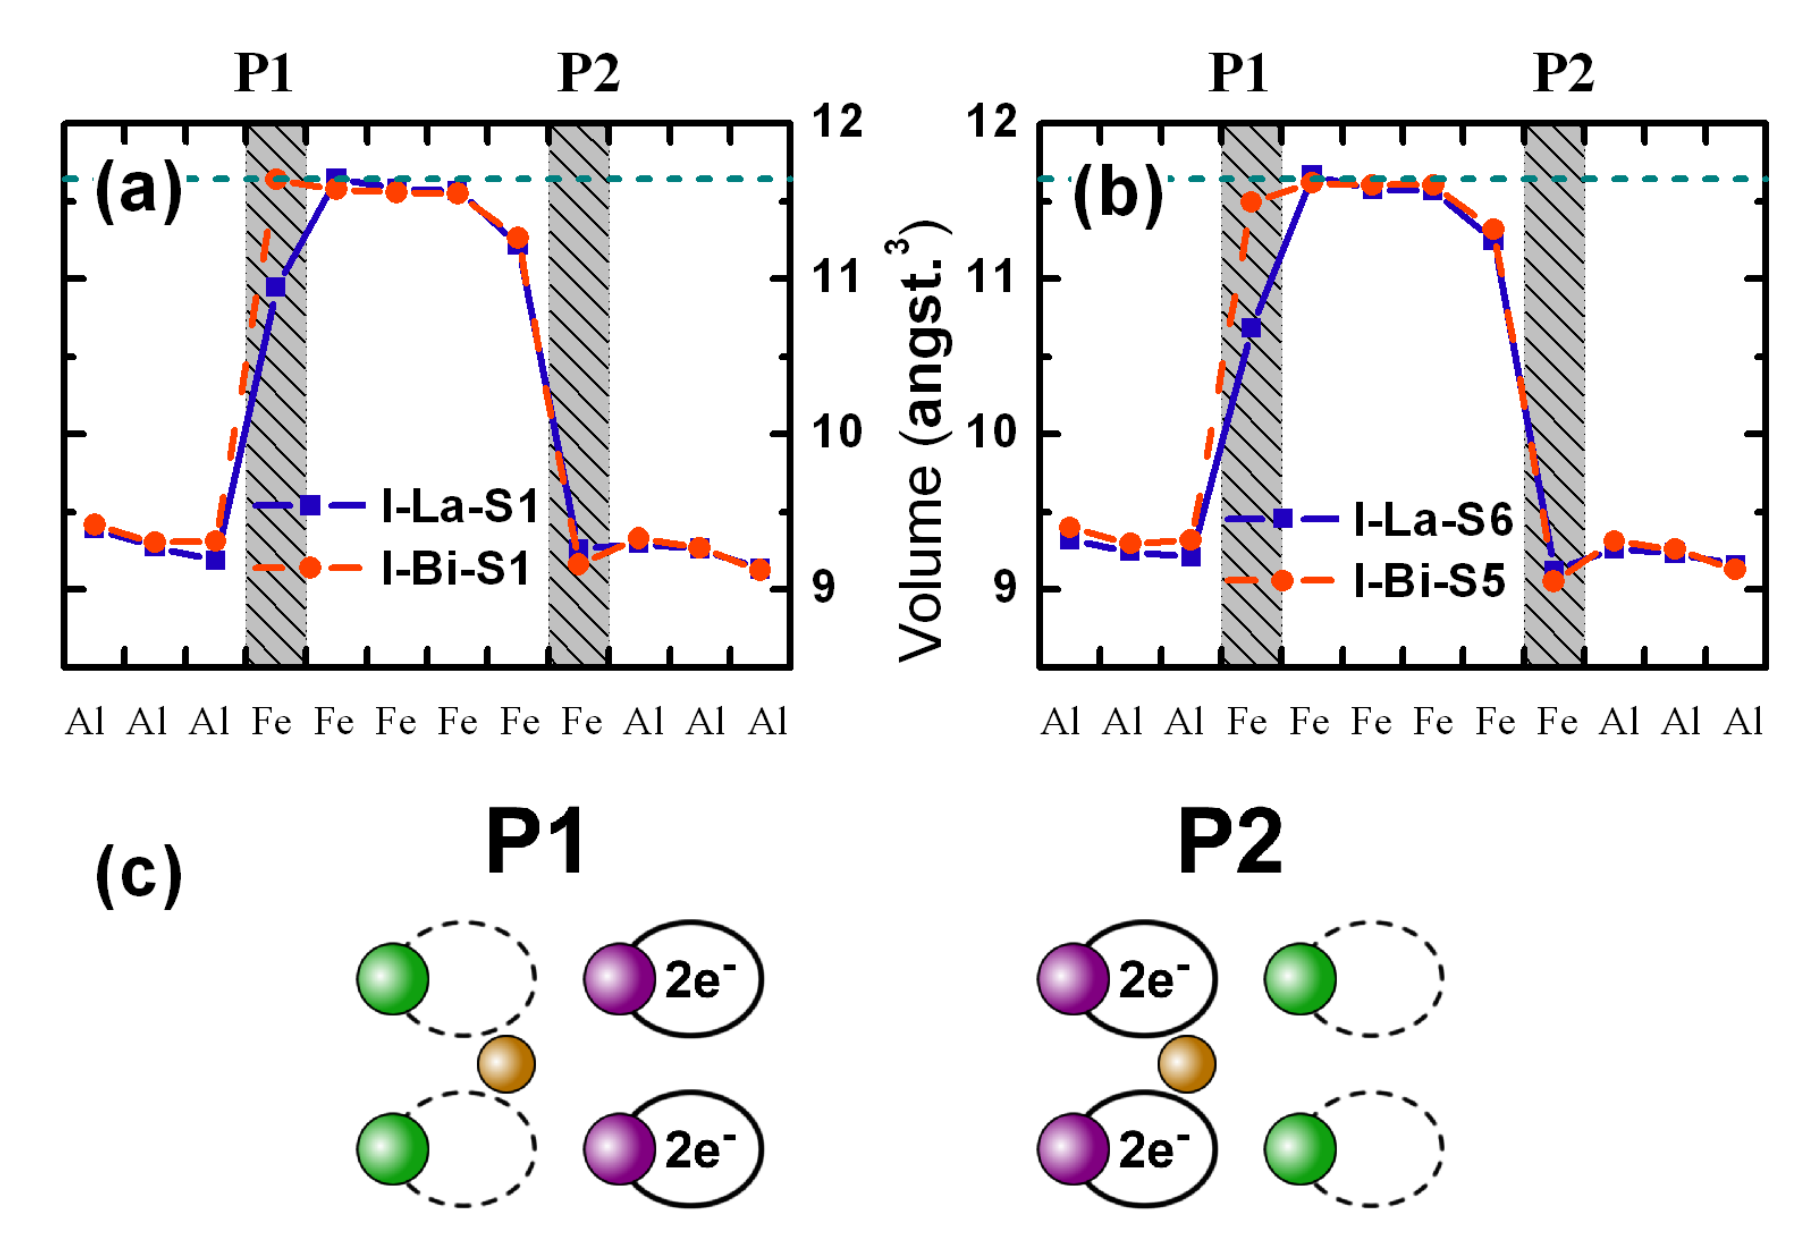 P1 P2 P1 P2
(a)
12
11
10
9
I-La-S1
I-Bi-S1
Volume (angst.³)
(b)
12
11
10
9
I-La-S6
I-Bi-S5
Al Al Al Fe Fe Fe Fe Fe Fe Al Al Al
Al Al Al Fe Fe Fe Fe Fe Fe Al Al Al
(c)
P1 P2
2e⁻ 2e⁻
2e⁻ 2e⁻